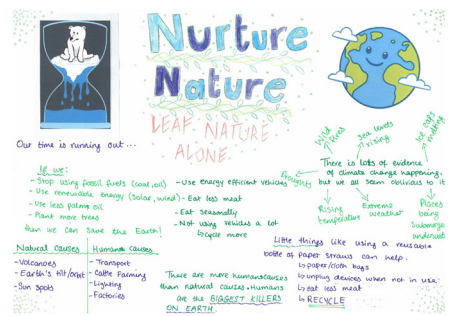 Nurture
Nature
LEAF. NATURE.
ALONE.
Our time is running out...
If we:
- Stop using fossil fuels (coal, oil)
- Use renewable energy (solar, wind)
- Use less palm oil
- Plant more trees
- Use energy efficient vehicles
- Eat less meat
- Eat seasonally
- Not using vehicles a lot
↳ cycle more
then we can save the Earth!
Wild fires
sea levels rising
Ice caps melting
Droughts
There is lots of evidence
of climate change happening,
but we all seem oblivious to it
Rising
temperature
Extreme
weather
Places
being
submerged
underwater
Natural causes
- Volcanoes
- Earth's tilt/orbit
- Sun spots
Human causes
- Transport
- Cattle Farming
- Lighting
- Factories
There are more human causes
than natural causes. Humans
are the BIGGEST KILLERS
ON EARTH.
Little things like using a reusable
bottle of paper straws can help.
↳ paper/cloth bags
↳ unplug devices when not in use
↳ eat less meat
↳ RECYCLE